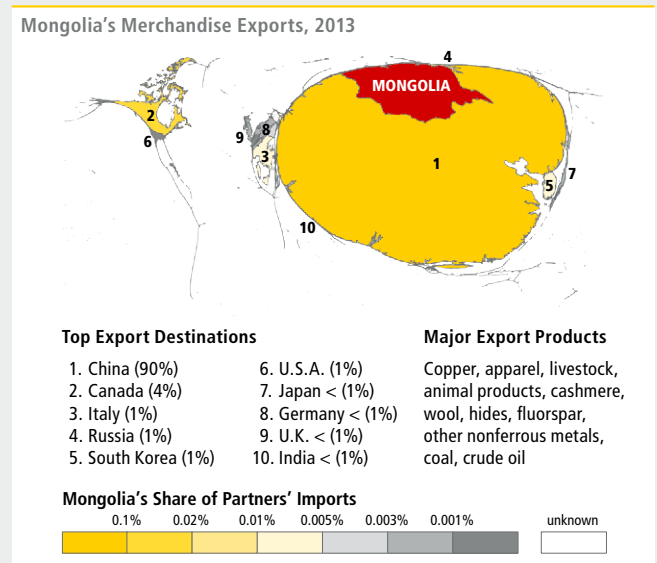 Mongolia's Merchandise Exports, 2013
4
MONGOLIA
2
6
9
8
3
1
5
7
10
Top Export Destinations
1. China (90%)
2. Canada (4%)
3. Italy (1%)
4. Russia (1%)
5. South Korea (1%)
6. U.S.A. (1%)
7. Japan < (1%)
8. Germany < (1%)
9. U.K. < (1%)
10. India < (1%)
Major Export Products
Copper, apparel, livestock,
animal products, cashmere,
wool, hides, fluorspar,
other nonferrous metals,
coal, crude oil
Mongolia's Share of Partners' Imports
0.1% 0.02% 0.01% 0.005% 0.003% 0.001% unknown